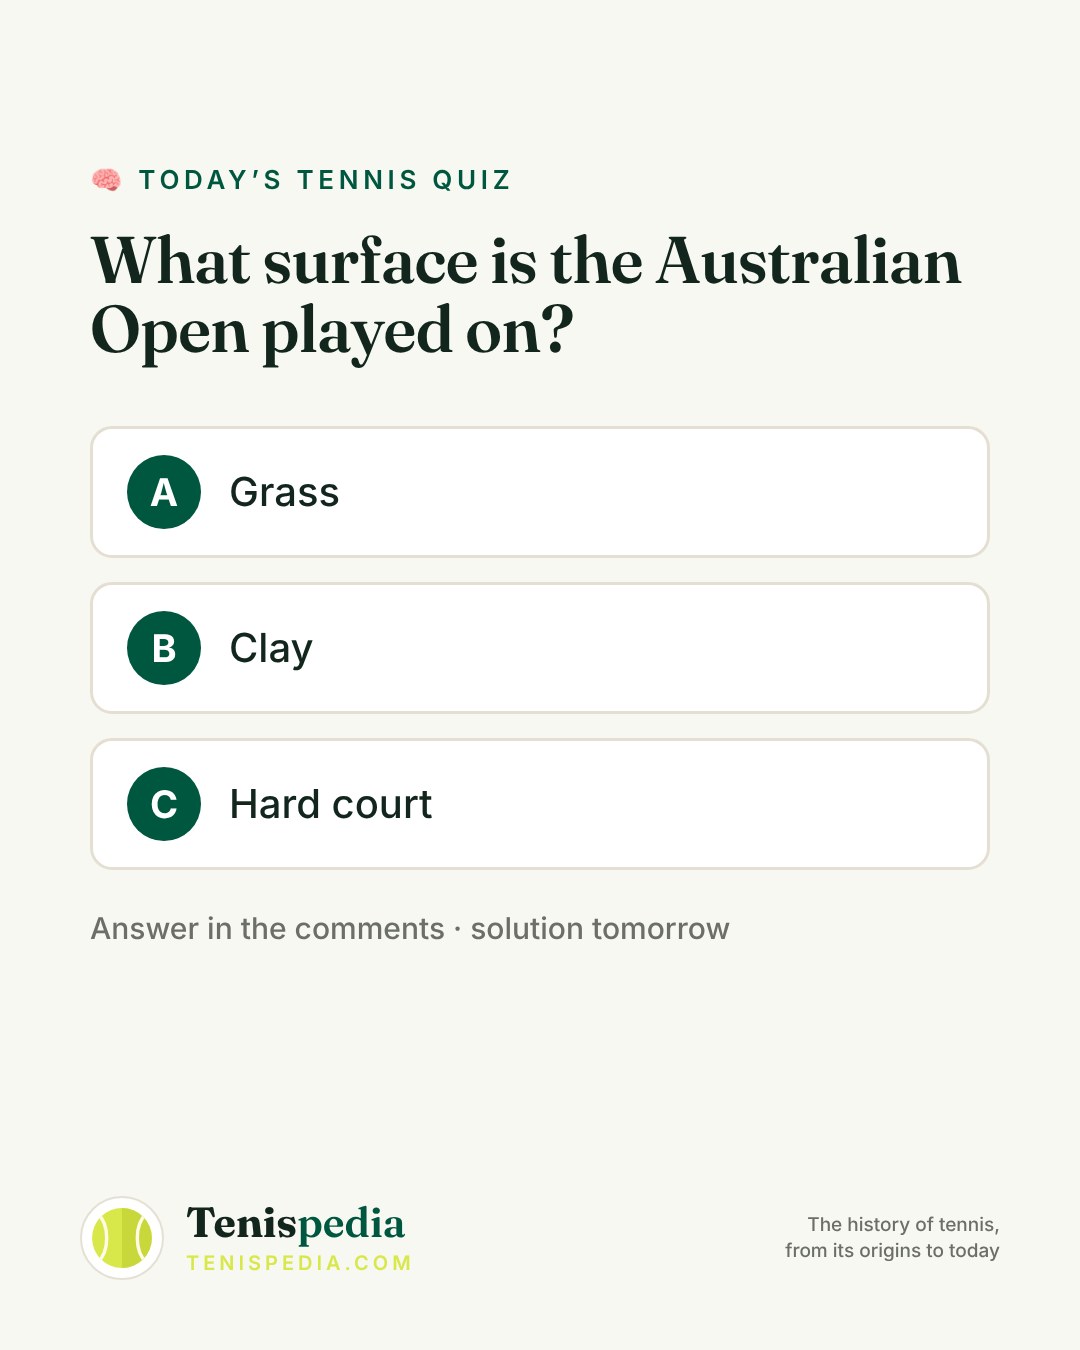 🧠 TODAY’S TENNIS QUIZ
What surface is the Australian
Open played on?
A Grass
B Clay
C Hard court
Answer in the comments · solution tomorrow
Tenispedia
TENISPEDIA.COM
The history of tennis,
from its origins to today